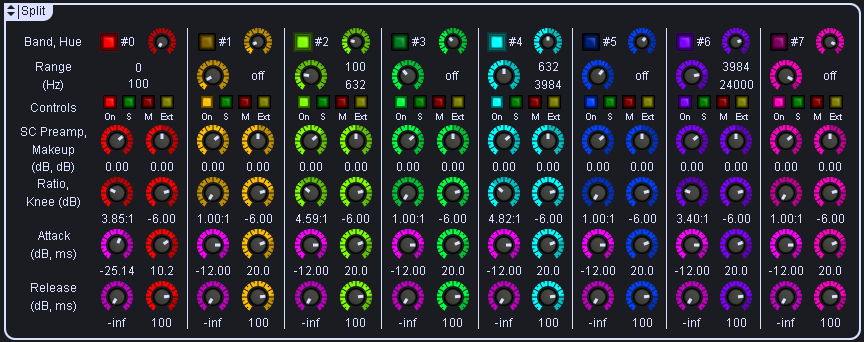 Split
Band, Hue #0 #1 #2 #3 #4 #5 #6 #7
Range 0 off 100 off 632 off 3984 off
(Hz) 100 632 3984 24000
Controls
On S M Ext On S M Ext On S M Ext On S M Ext On S M Ext On S M Ext On S M Ext On S M Ext
SC Preamp,
Makeup
(dB, dB) 0.00 0.00 0.00 0.00 0.00 0.00 0.00 0.00 0.00 0.00 0.00 0.00 0.00 0.00 0.00 0.00
Ratio,
Knee (dB)
3.85:1 -6.00 1.00:1 -6.00 4.59:1 -6.00 1.00:1 -6.00 4.82:1 -6.00 1.00:1 -6.00 3.40:1 -6.00 1.00:1 -6.00
Attack
(dB, ms)
-25.14 10.2 -12.00 20.0 -12.00 20.0 -12.00 20.0 -12.00 20.0 -12.00 20.0 -12.00 20.0 -12.00 20.0
Release
(dB, ms)
-inf 100 -inf 100 -inf 100 -inf 100 -inf 100 -inf 100 -inf 100 -inf 100